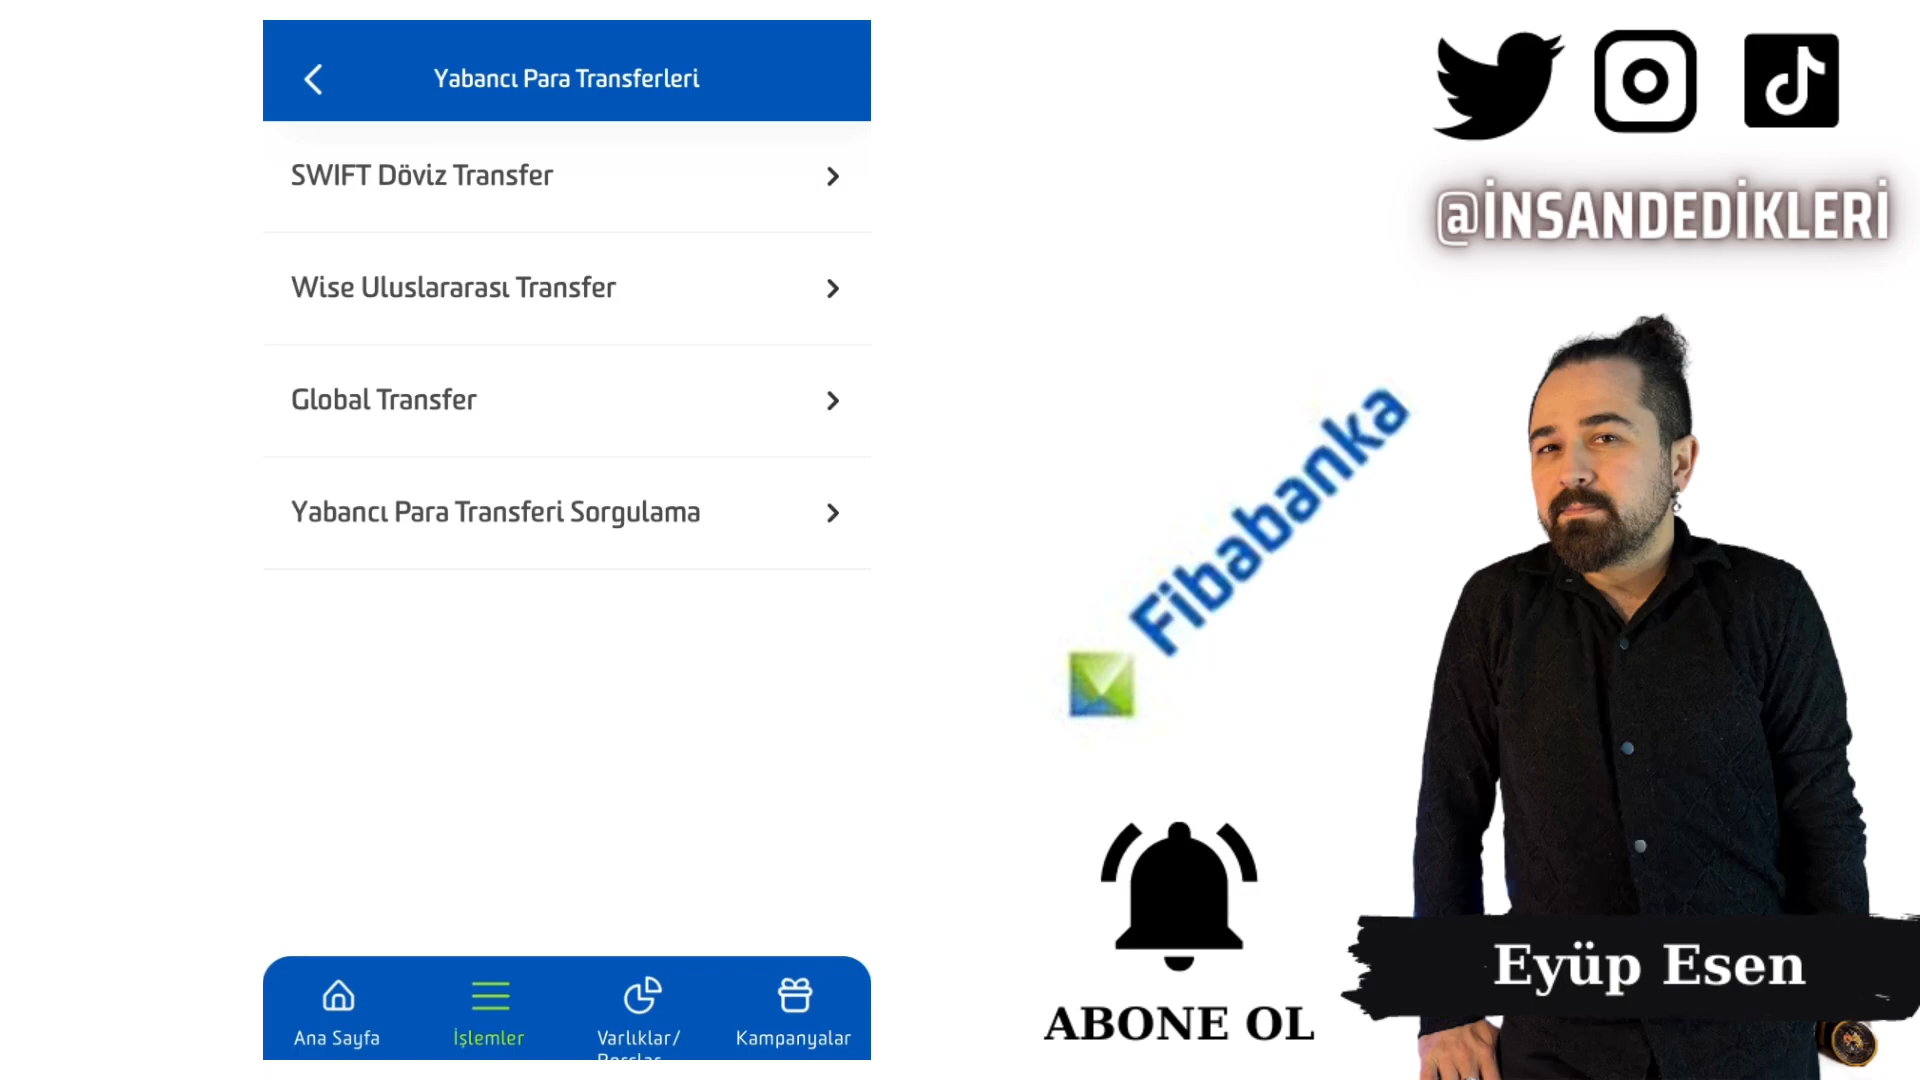 Yabancı Para Transferleri
SWIFT Döviz Transfer
Wise Uluslararası Transfer
Global Transfer
Yabancı Para Transferi Sorgulama
Ana Sayfa
İşlemler
Varlıklar/
Kampanyalar
@İNSANDEDİKLERİ
Fibabanka
ABONE OL
Eyüp Esen